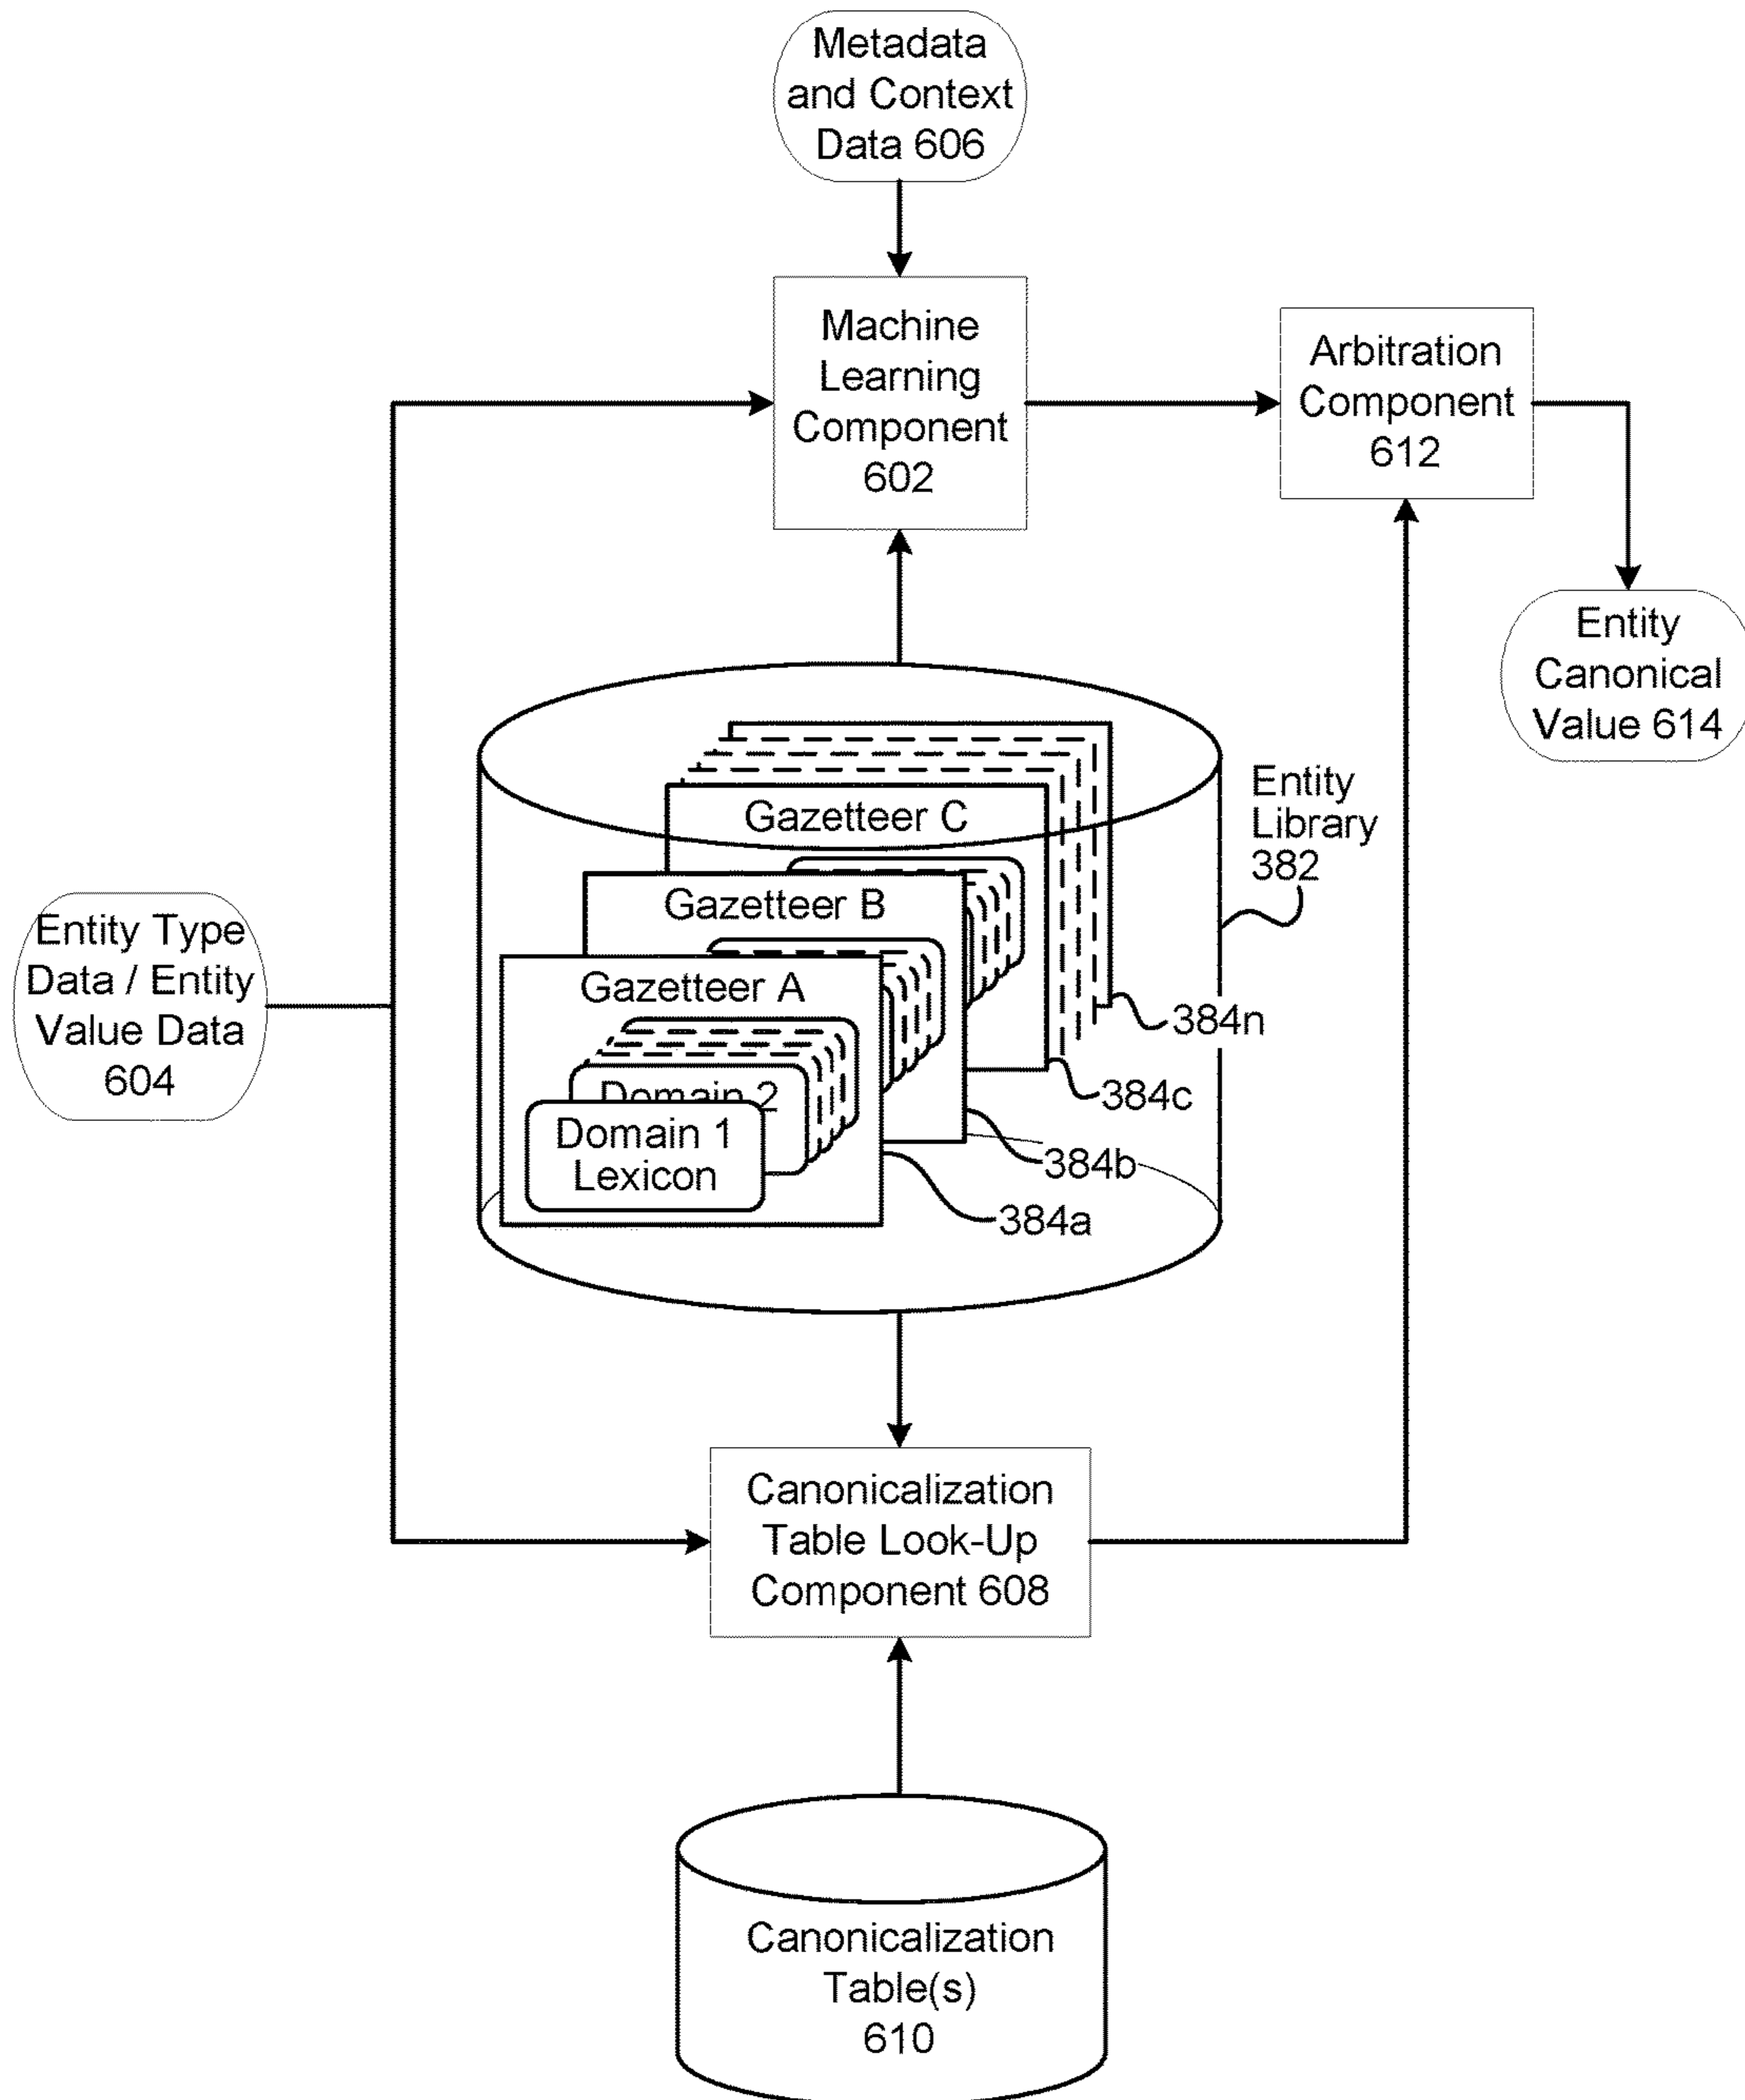 Metadata
and Context
Data 606
Machine
Learning
Component
602
Arbitration
Component
612
Entity
Canonical
Value 614
Entity
Library
382
Gazetteer C
Gazetteer B
Gazetteer A
Domain 2
Domain 1
Lexicon
384n
384c
384b
384a
Entity Type
Data / Entity
Value Data
604
Canonicalization
Table Look-Up
Component 608
Canonicalization
Table(s)
610